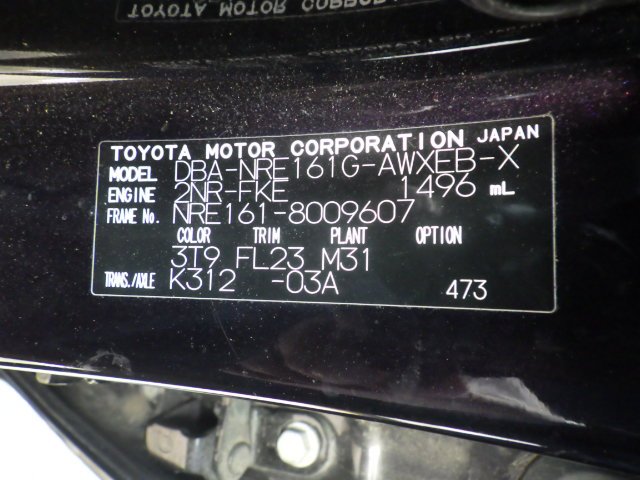 TOYOTA MOTOR CORPORATION JAPAN
MODEL DBA-NRE161G-AWXEB-X
ENGINE 2NR-FKE 1496 mL
FRAME No. NRE161-8009607
COLOR TRIM PLANT OPTION
3T9 FL23 M31
TRANS./AXLE K312 -03A 473